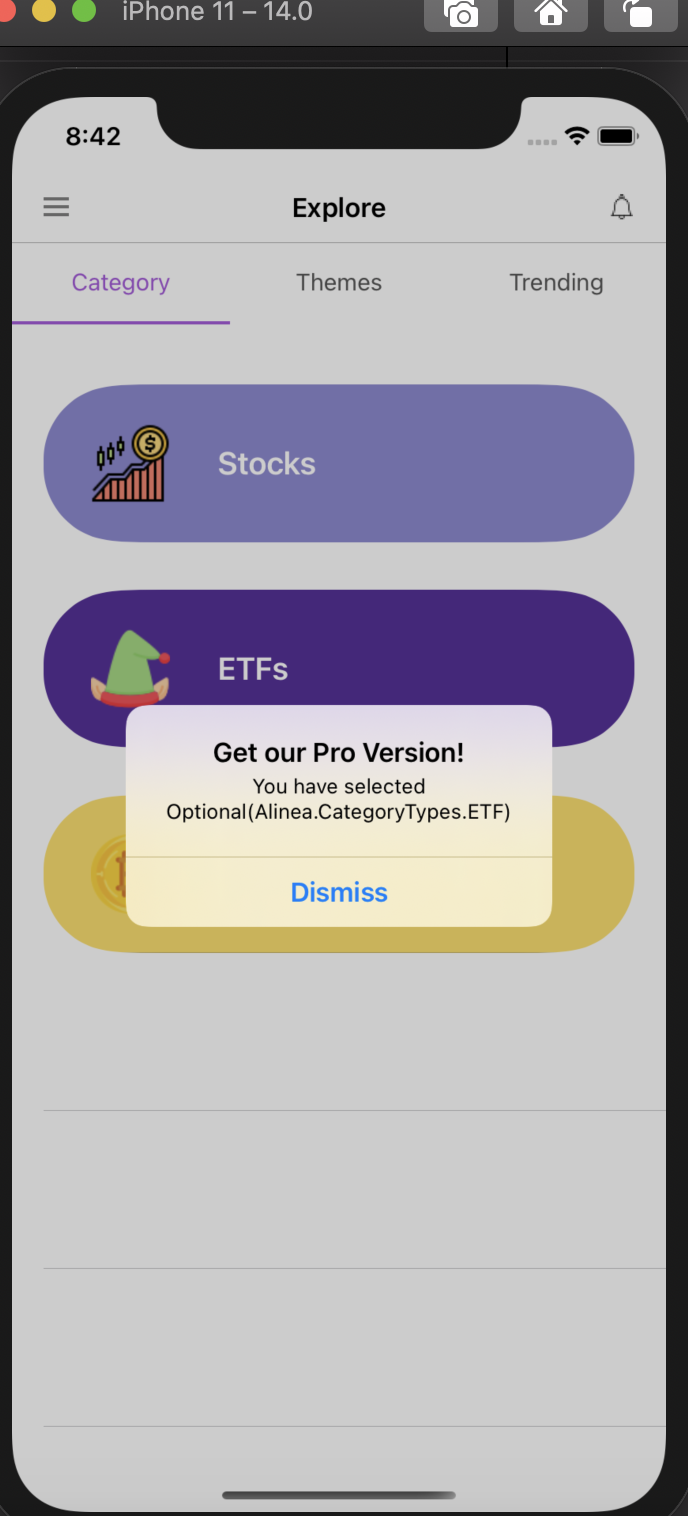 iPhone 11 – 14.0
8:42
Explore
Category Themes Trending
Stocks
$
ETFs
Get our Pro Version!
You have selected
Optional(Alinea.CategoryTypes.ETF)
Dismiss